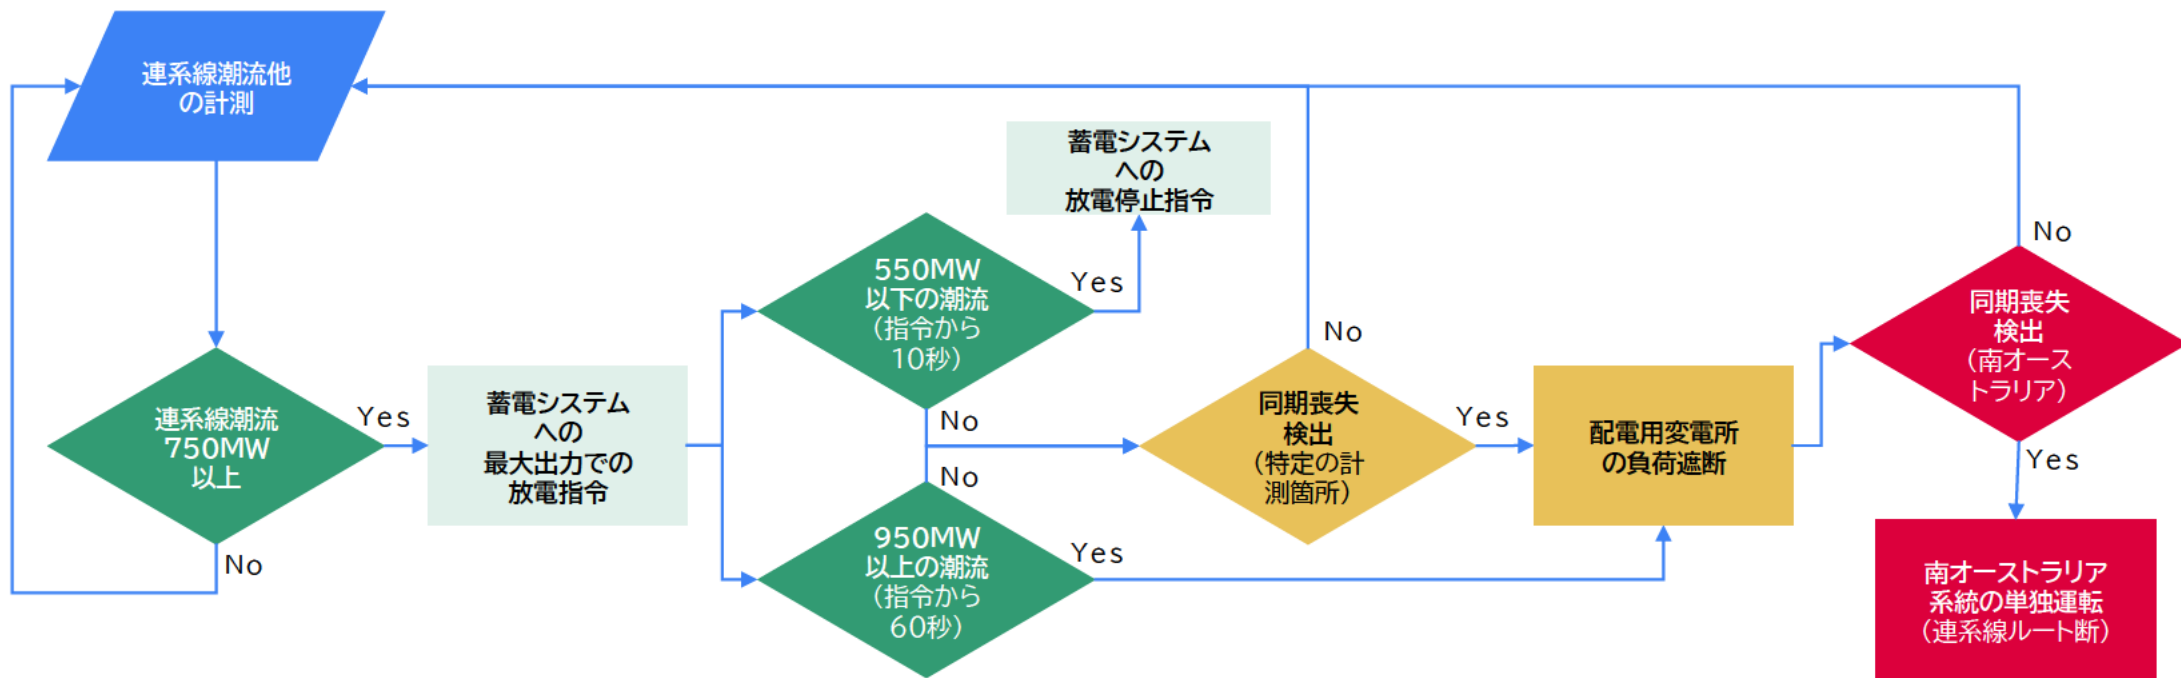 連系線潮流他
の計測
連系線潮流
750MW
以上
Yes
No
蓄電システム
への
最大出力での
放電指令
550MW
以下の潮流
（指令から
10秒）
Yes
No
蓄電システム
への
放電停止指令
950MW
以上の潮流
（指令から
60秒）
No
Yes
同期喪失
検出
（特定の計
測箇所）
No
Yes
配電用変電所
の負荷遮断
同期喪失
検出
（南オース
トラリア）
No
Yes
南オーストラリア
系統の単独運転
（連系線ルート断）